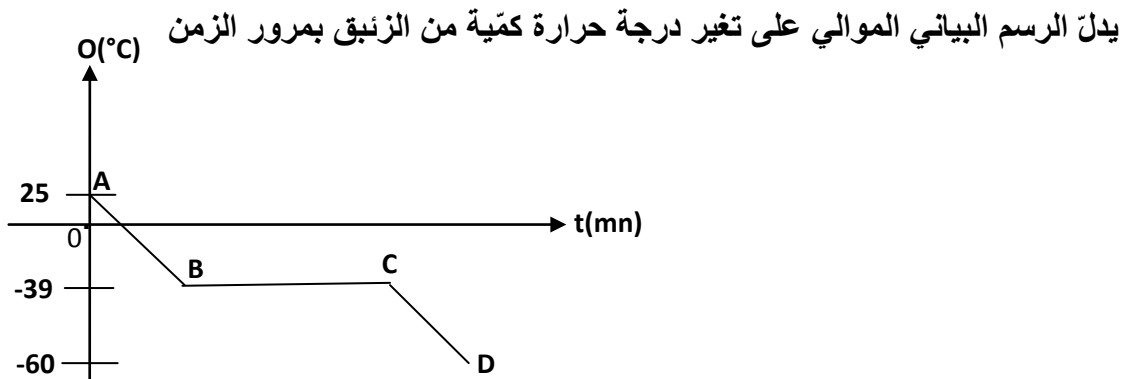 يدلّ الرسم البياني الموالي على تغير درجة حرارة كمّية من الزئبق بمرور الزمن
O(°C)
25
A
t(mn)
0
B
C
-39
-60
D